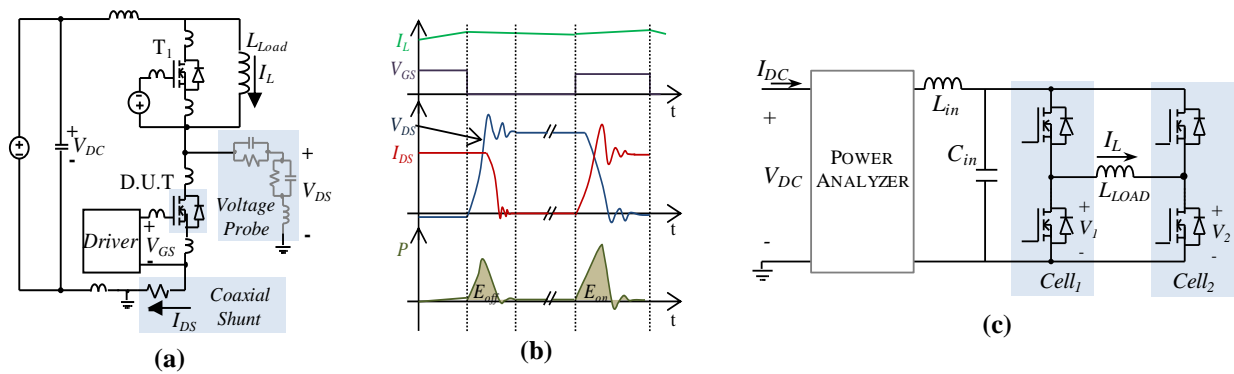 T1
LLoad
IL
+
VDC
-
D.U.T
+
VDS
-
Voltage
Probe
Driver
+
VGS
-
Coaxial
Shunt
IDS
(a)
IL
VGS
t
VDS
IDS
t
P
Eoff
Eon
t
(b)
IDC
+
VDC
-
POWER
ANALYZER
Lin
Cin
IL
LLOAD
+
V1
-
+
V2
-
Cell1
Cell2
(c)